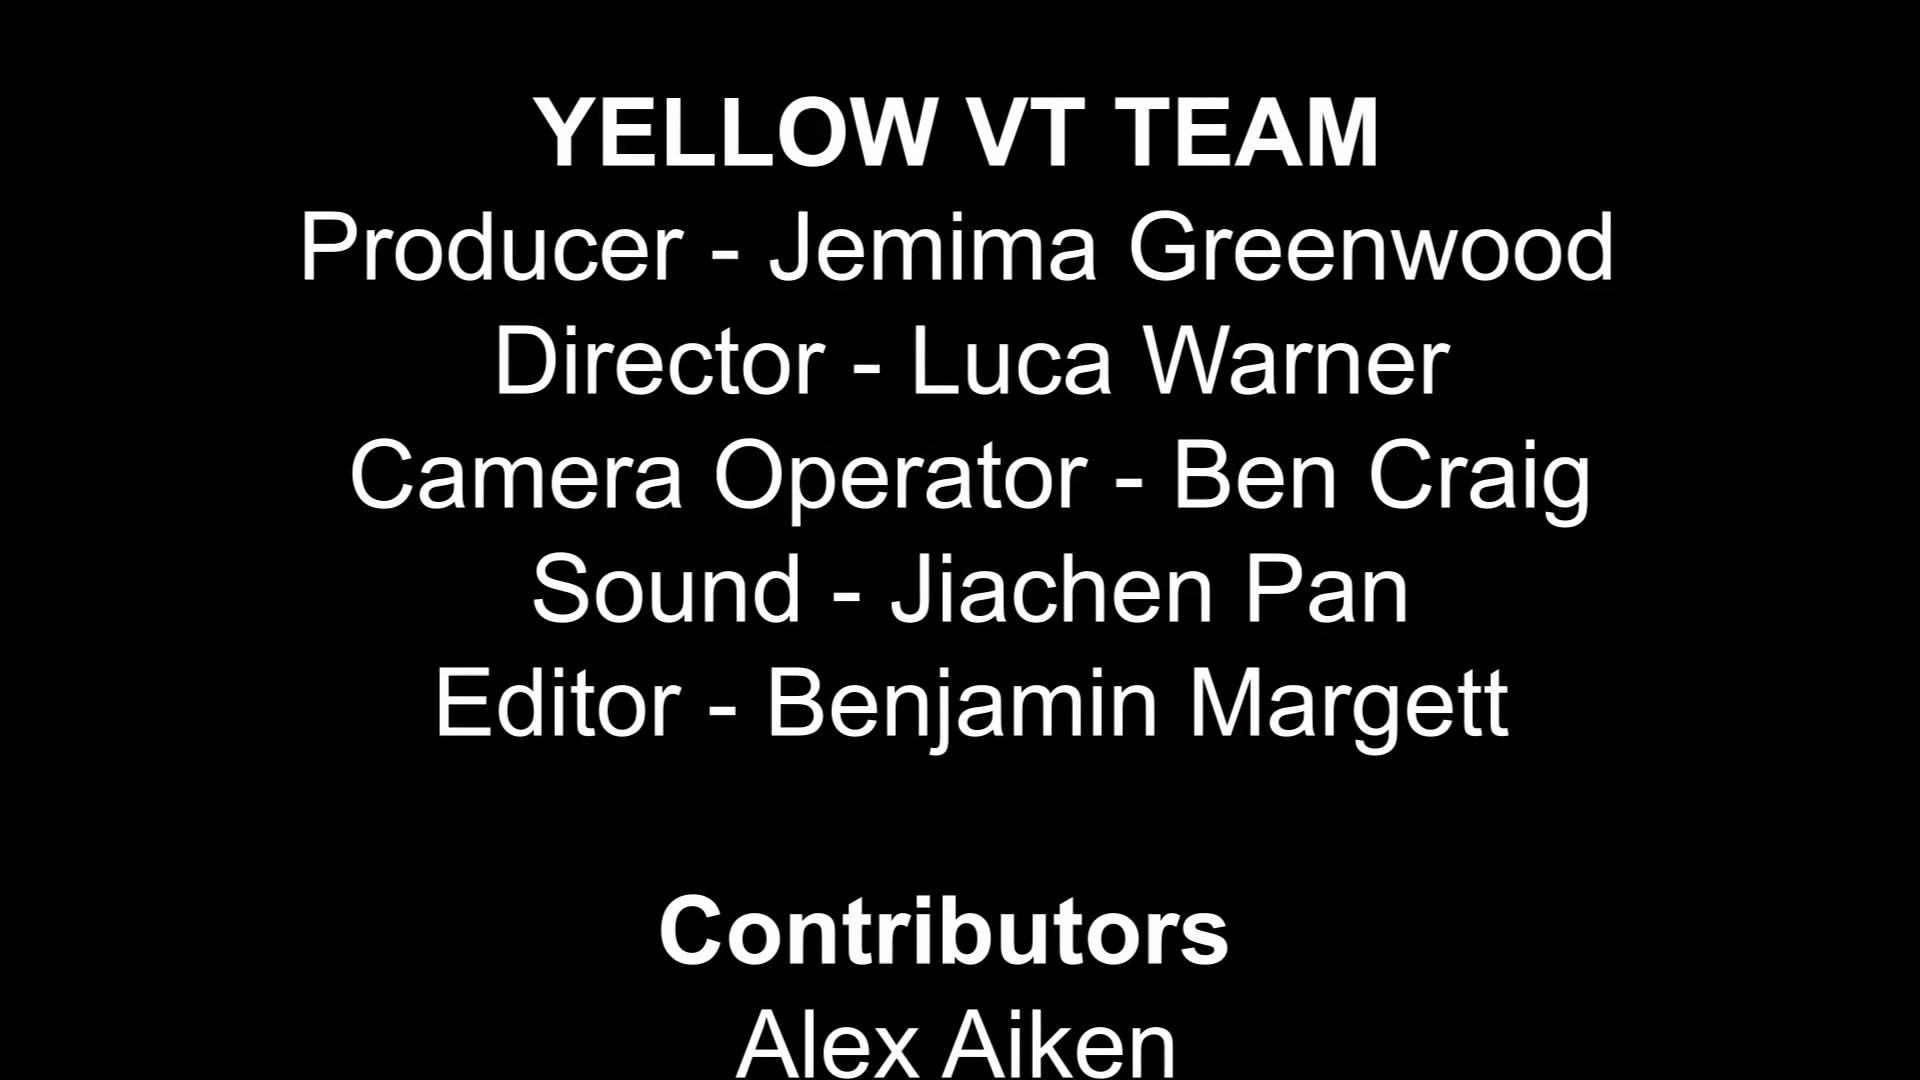 YELLOW VT TEAM
Producer - Jemima Greenwood
Director - Luca Warner
Camera Operator - Ben Craig
Sound - Jiachen Pan
Editor - Benjamin Margett
Contributors
Alex Aiken